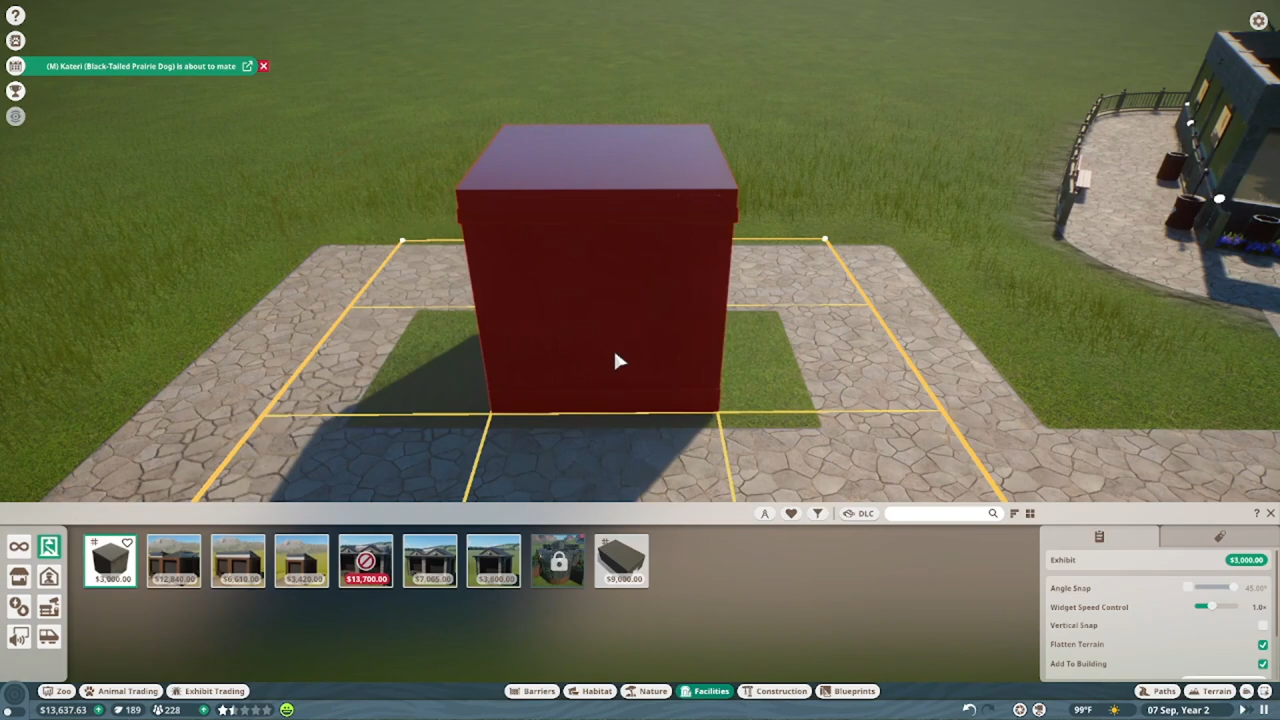 ?
(M) Kateri (Black-Tailed Prairie Dog) is about to mate
DLC
?
$3,000.00
$12,840.00
$6,610.00
$3,420.00
$13,700.00
$7,065.00
$3,800.00
$9,000.00
Exhibit
$3,000.00
Angle Snap
45.00°
Widget Speed Control
1.0×
Vertical Snap
Flatten Terrain
Add To Building
Zoo
Animal Trading
Exhibit Trading
Barriers
Habitat
Nature
Facilities
Construction
Blueprints
Paths
Terrain
$13,637.63
189
228
99°F
07 Sep, Year 2